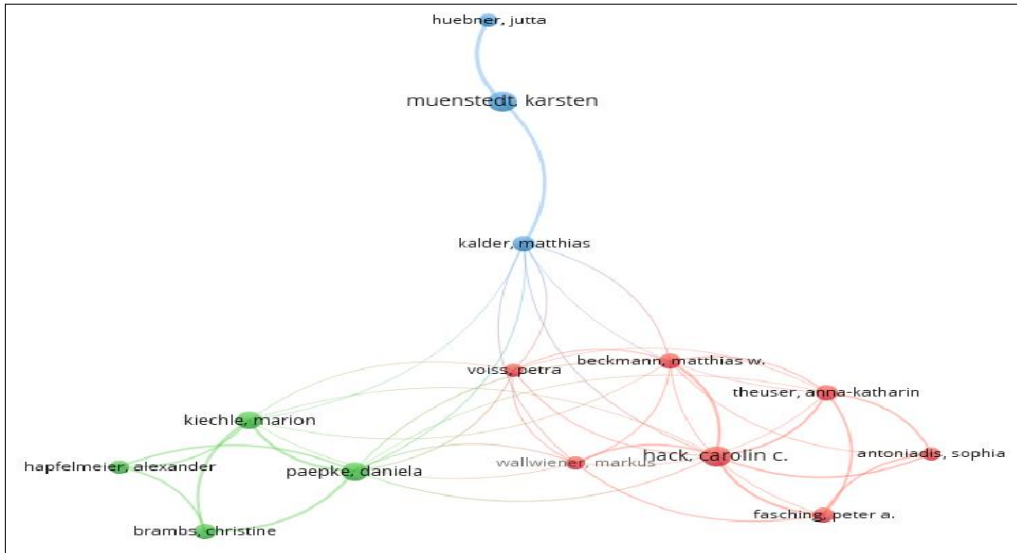 huebner, jutta
muenstedt, karsten
kalder, matthias
beckmann, matthias w.
voiss, petra
theuser, anna-katharin
kiechle, marion
hack, carolin c.
antoniadis, sophia
wallwiener, markus
hapfelmeier, alexander
paepke, daniela
fasching, peter a.
brambs, christine